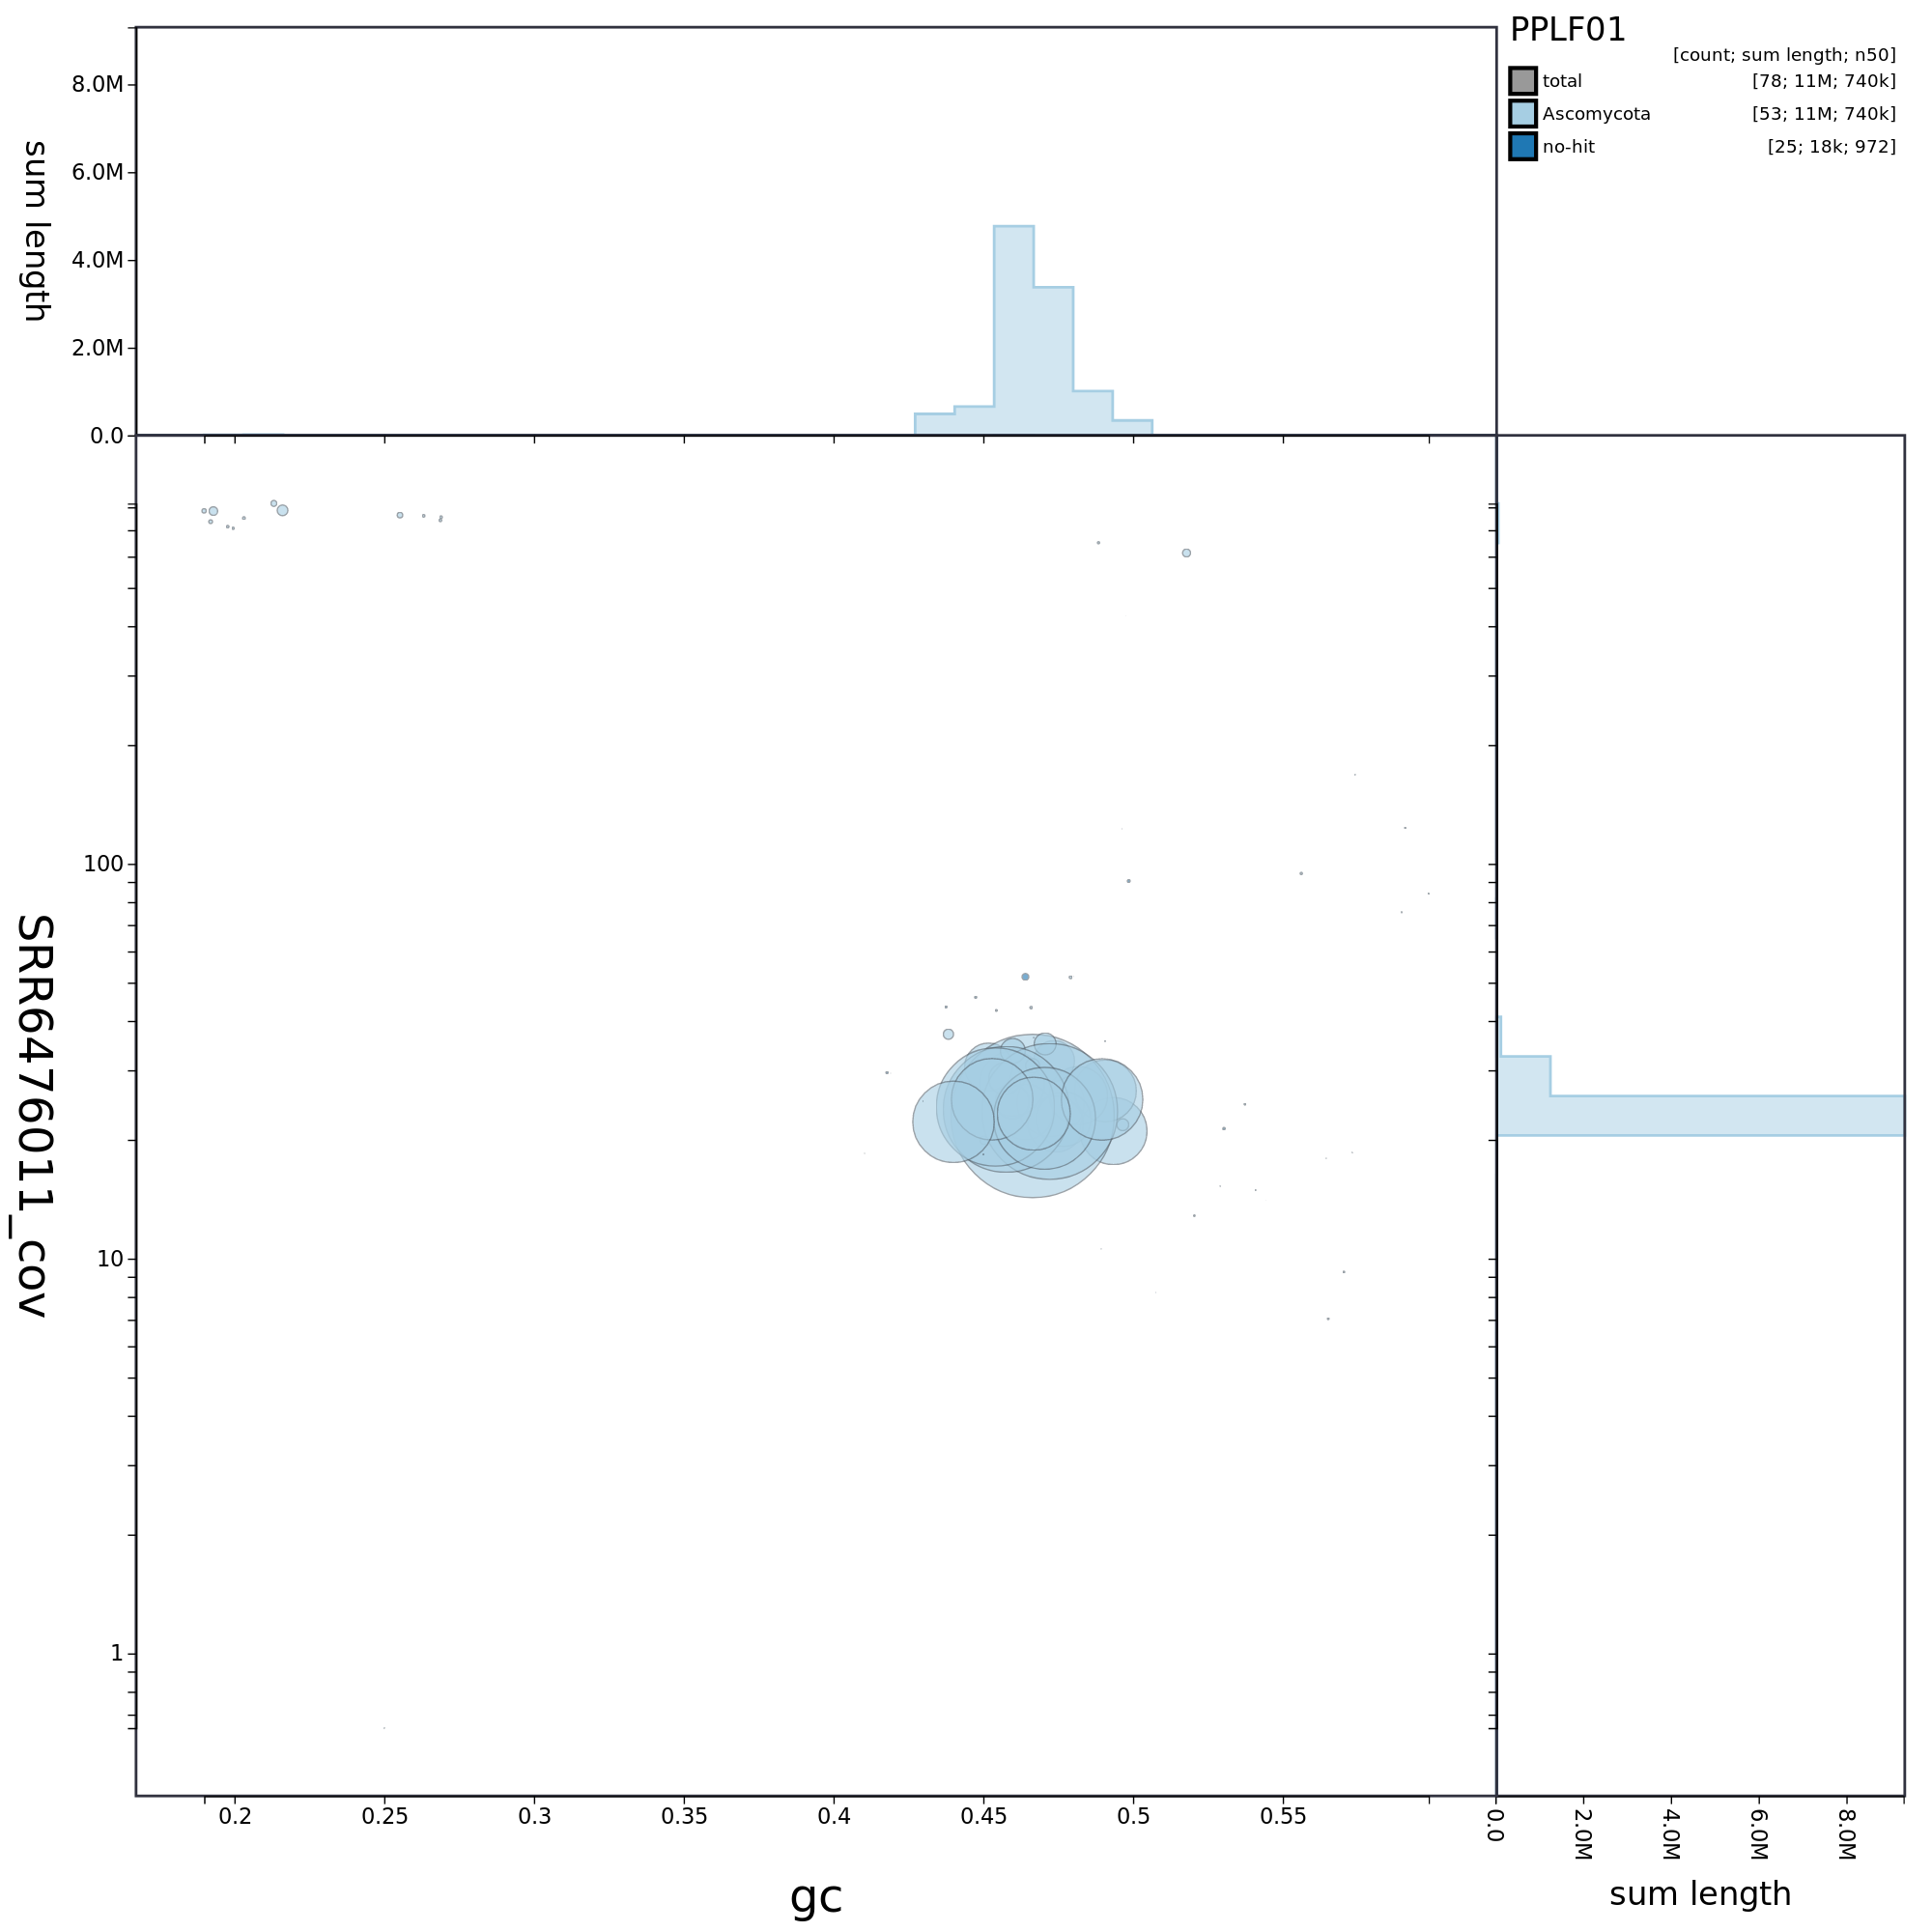 PPLF01
[count; sum length; n50]
total [78; 11M; 740k]
Ascomycota [53; 11M; 740k]
no-hit [25; 18k; 972]
sum length
8.0M
6.0M
4.0M
2.0M
0.0
SRR6476011_cov
100
10
1
0.2 0.25 0.3 0.35 0.4 0.45 0.5 0.55
gc
0.0 2.0M 4.0M 6.0M 8.0M
sum length